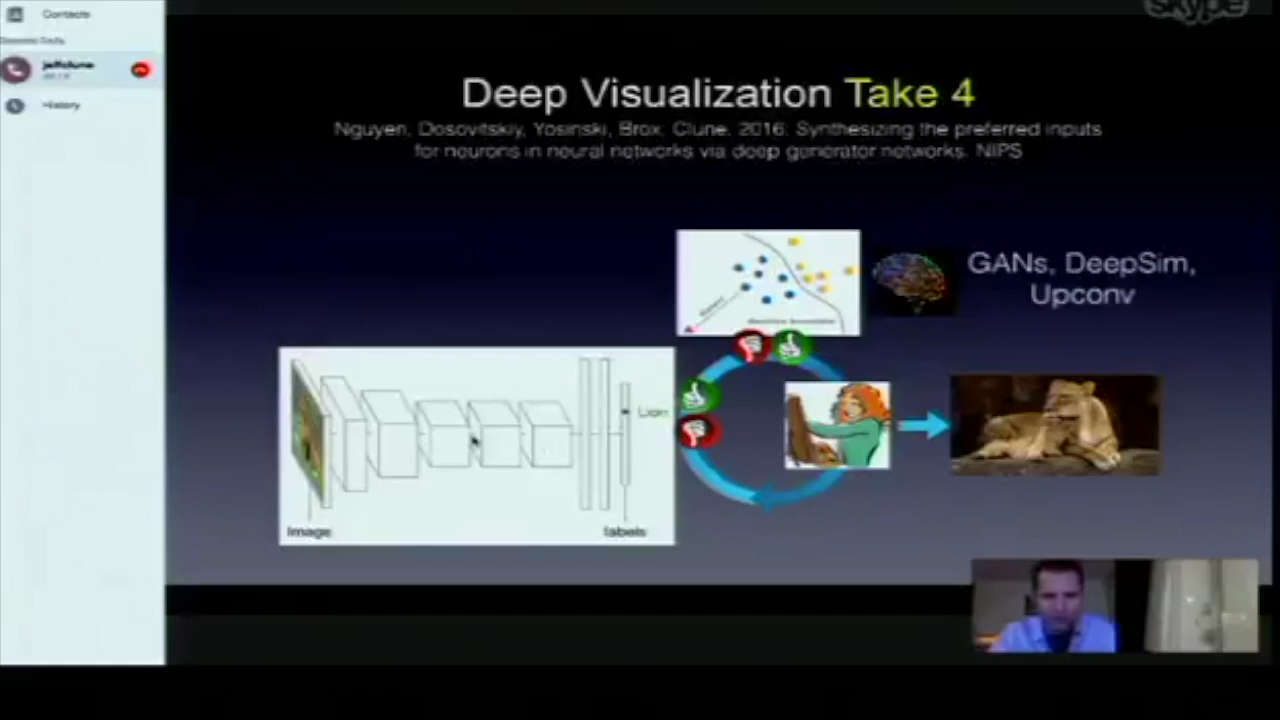 skype
Contacts
jeffclune
History
Deep Visualization Take 4
Nguyen, Dosovitskiy, Yosinski, Brox, Clune. 2016. Synthesizing the preferred inputs
for neurons in neural networks via deep generator networks. NIPS
GANs, DeepSim,
Upconv
Lion
Image
labels